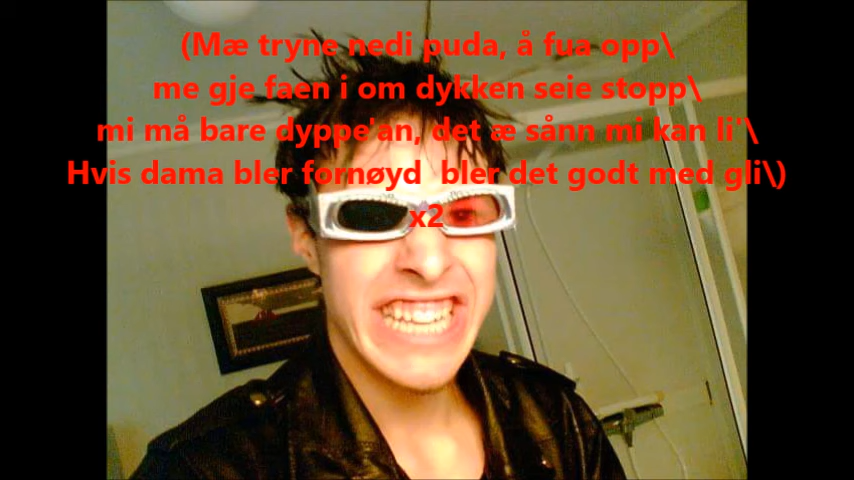 (Mæ tryne nedi puda, å fua opp\
me gje faen i om dykken seie stopp\
mi må bare dyppe'an, det æ sånn mi kan li'\
Hvis dama bler fornøyd  bler det godt med gli\)
x2